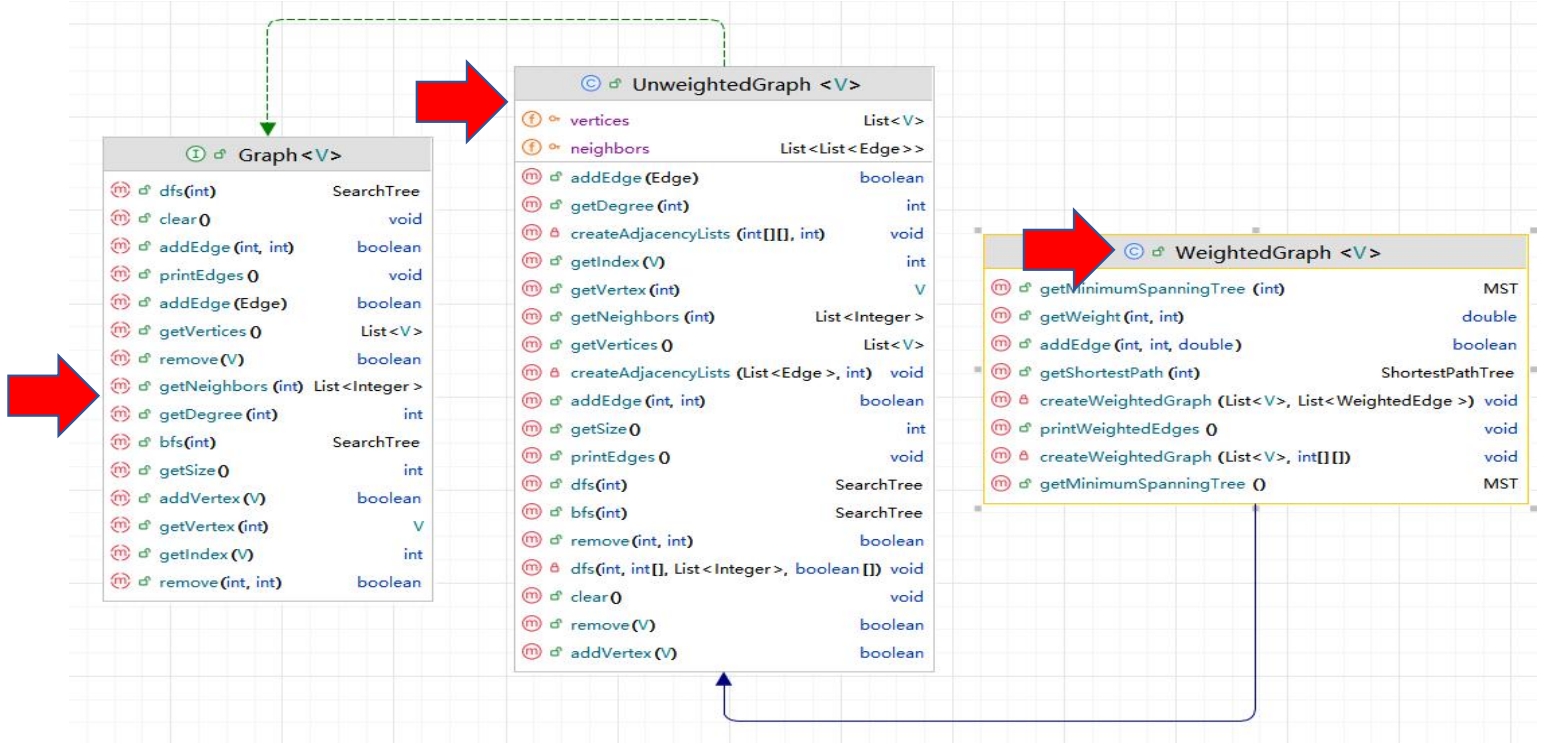 Graph<V>
dfs(int) SearchTree
clear() void
addEdge(int, int) boolean
printEdges() void
addEdge(Edge) boolean
getVertices() List<V>
remove(V) boolean
getNeighbors(int) List<Integer>
getDegree(int) int
bfs(int) SearchTree
getSize() int
addVertex(V) boolean
getVertex(int) V
getIndex(V) int
remove(int, int) boolean
UnweightedGraph <V>
vertices List<V>
neighbors List<List<Edge>>
addEdge(Edge) boolean
getDegree(int) int
createAdjacencyLists (int[][], int) void
getIndex(V) int
getVertex(int) V
getNeighbors(int) List<Integer>
getVertices() List<V>
createAdjacencyLists (List<Edge>, int) void
addEdge(int, int) boolean
getSize() int
printEdges() void
dfs(int) SearchTree
bfs(int) SearchTree
remove(int, int) boolean
dfs(int, int[], List<Integer>, boolean[]) void
clear() void
remove(V) boolean
addVertex(V) boolean
WeightedGraph <V>
getMinimumSpanningTree (int) MST
getWeight(int, int) double
addEdge(int, int, double) boolean
getShortestPath(int) ShortestPathTree
createWeightedGraph (List<V>, List<WeightedEdge>) void
printWeightedEdges () void
createWeightedGraph (List<V>, int[][]) void
getMinimumSpanningTree () MST